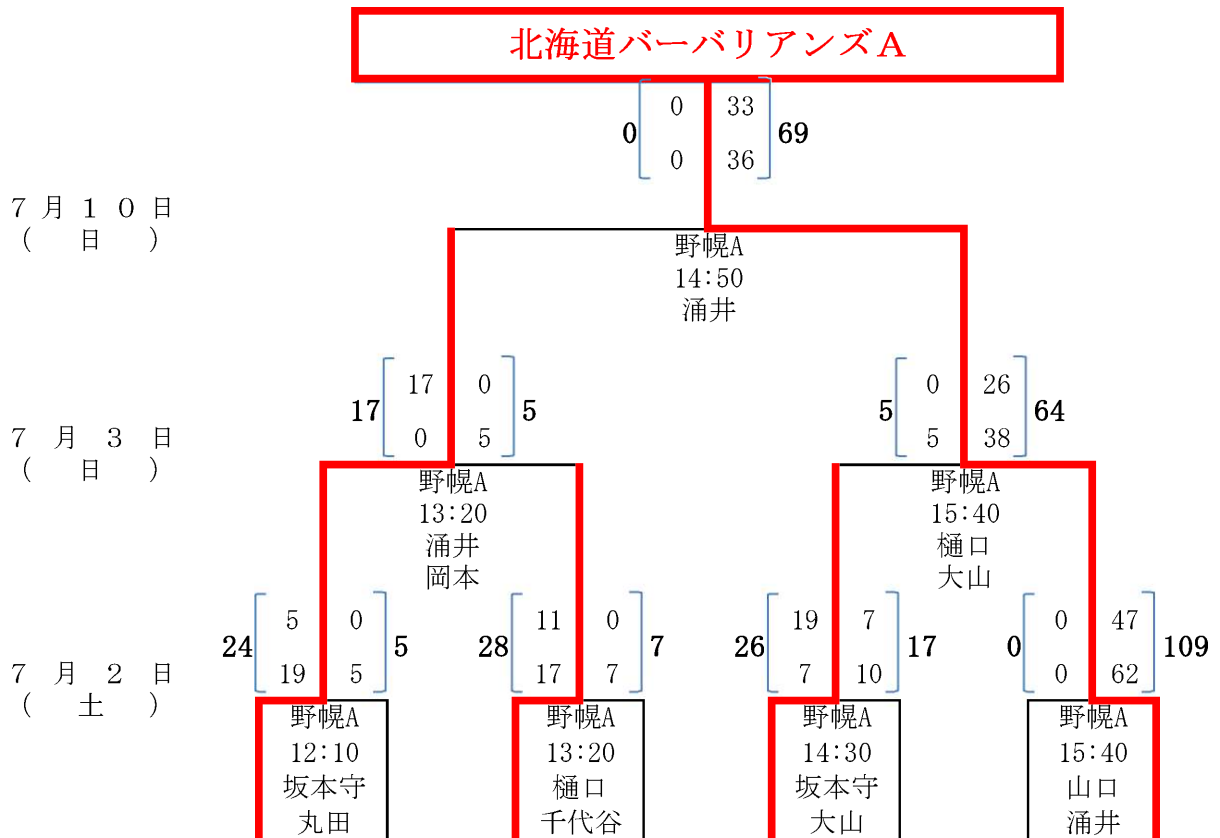 北海道バーバリアンズA
0 33
0 69
0 36
７月１０日
（日）
野幌A
14:50
涌井
17 0 0 26
17 5 5 64
0 5 5 38
７月３日
（日）
野幌A 野幌A
13:20 15:40
涌井 樋口
岡本 大山
5 0 11 0 19 7 0 47
24 5 28 7 26 17 0 109
19 5 17 7 7 10 0 62
７月２日
（土）
野幌A 野幌A 野幌A 野幌A
12:10 13:20 14:30 15:40
坂本守 樋口 坂本守 山口
丸田 千代谷 大山 涌井